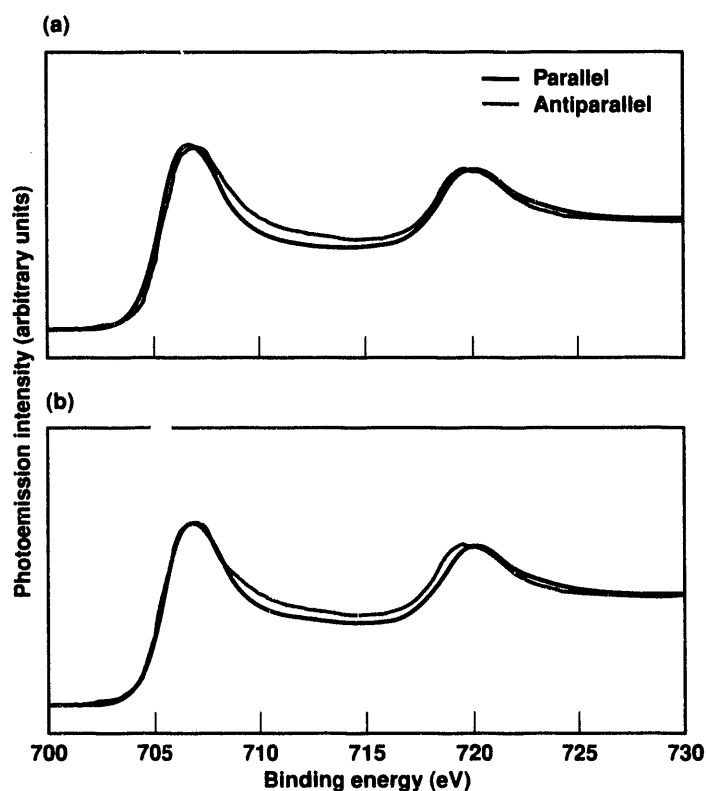 (a)
Parallel
Antiparallel
Photoemission intensity (arbitrary units)
(b)
700 705 710 715 720 725 730
Binding energy (eV)